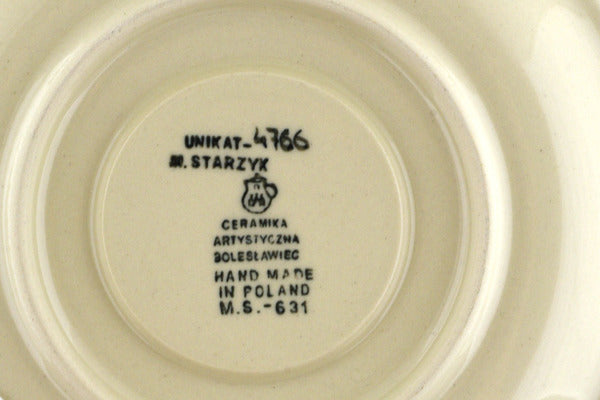 UNIKAT-4766
M. STARZYK
CERAMIKA
ARTYSTYCZNA
BOLESŁAWIEC
HAND MADE
IN POLAND
M.S.-631